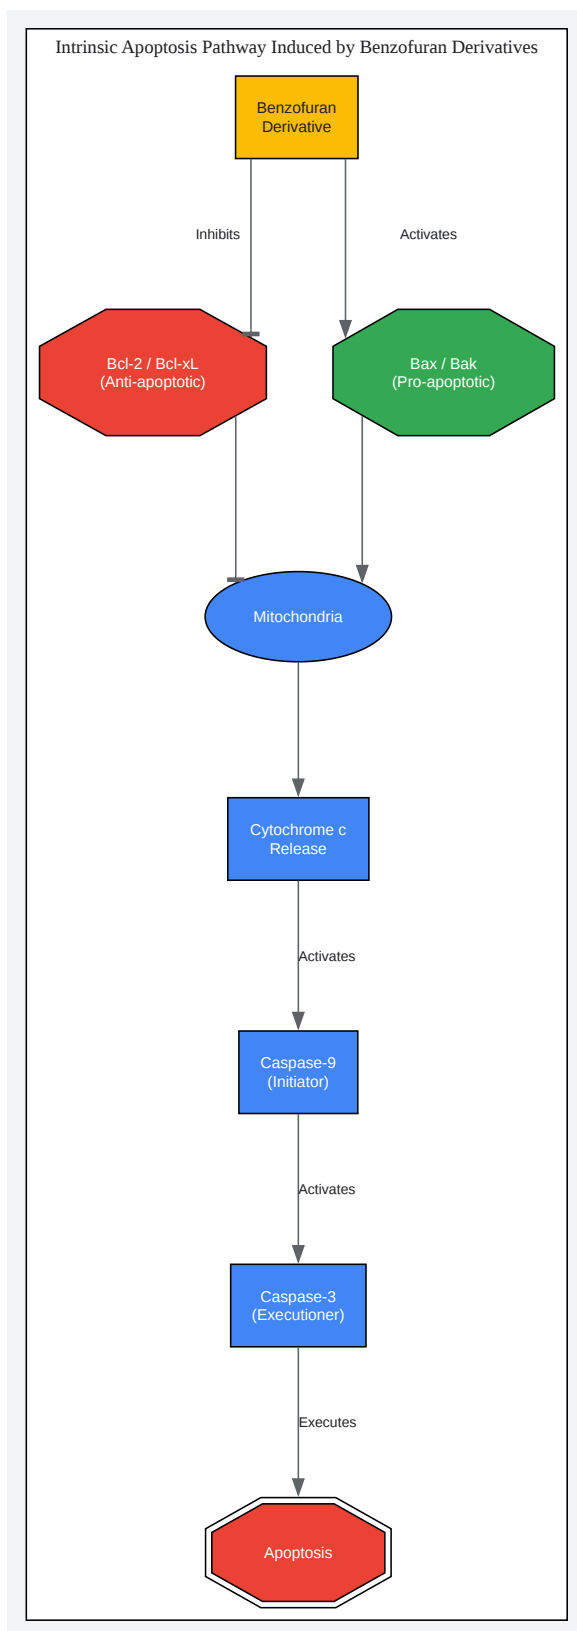 Intrinsic Apoptosis Pathway Induced by Benzofuran Derivatives
Benzofuran
Derivative
Inhibits
Activates
Bcl-2 / Bcl-xL
(Anti-apoptotic)
Bax / Bak
(Pro-apoptotic)
Mitochondria
Cytochrome c
Release
Activates
Caspase-9
(Initiator)
Activates
Caspase-3
(Executioner)
Executes
Apoptosis